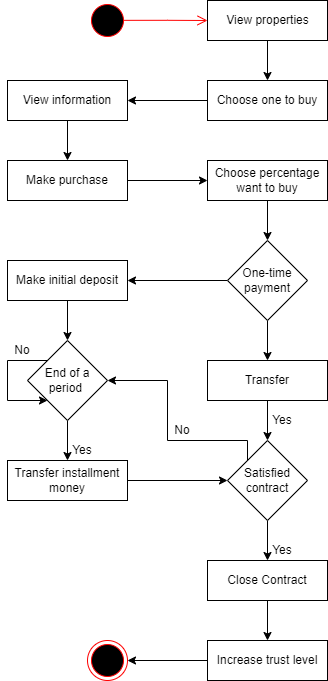 View properties
View information
Choose one to buy
Make purchase
Choose percentage
want to buy
One-time
payment
Make initial deposit
No
End of a
period
Transfer
Yes
No
Yes
Transfer installment
money
Satisfied
contract
Yes
Close Contract
Increase trust level